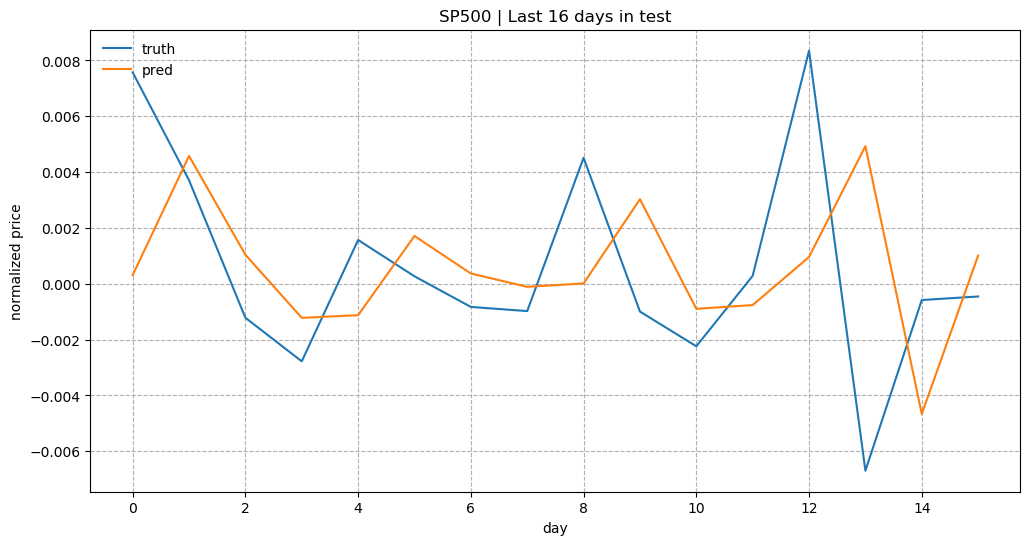 SP500 | Last 16 days in test
truth
pred
0.008
0.006
0.004
0.002
0.000
−0.002
−0.004
−0.006
normalized price
0 2 4 6 8 10 12 14
day